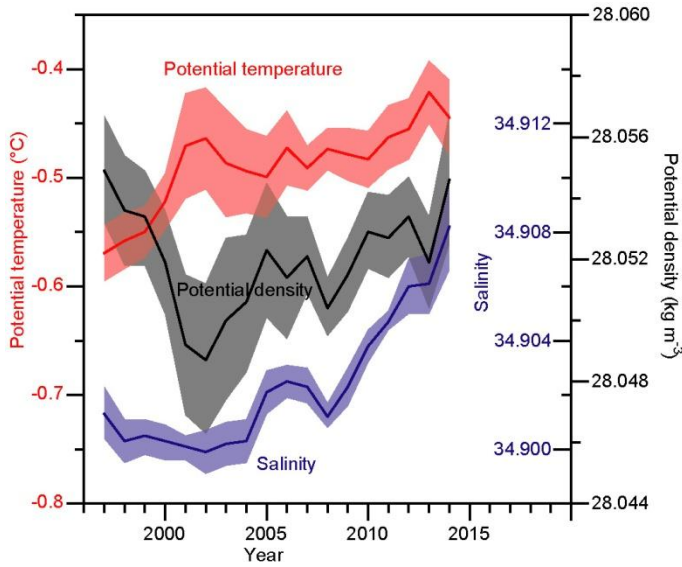 Potential temperature (°C)
-0.4
-0.5
-0.6
-0.7
-0.8
Potential temperature
Potential density
Salinity
34.912
34.908
34.904
34.900
Salinity
28.060
28.056
28.052
28.048
28.044
Potential density (kg m-3)
2000
2005
2010
2015
Year